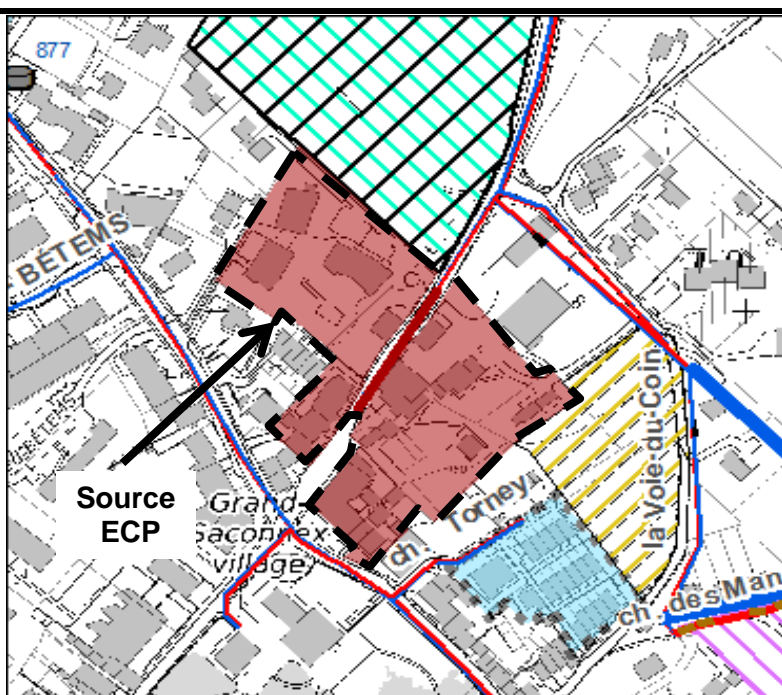 877
- BÉTEMS
C
s
la Voie-du-Coin
Source
ECP
Grand-
Saconnex
village
ch. Torney
ch des Man